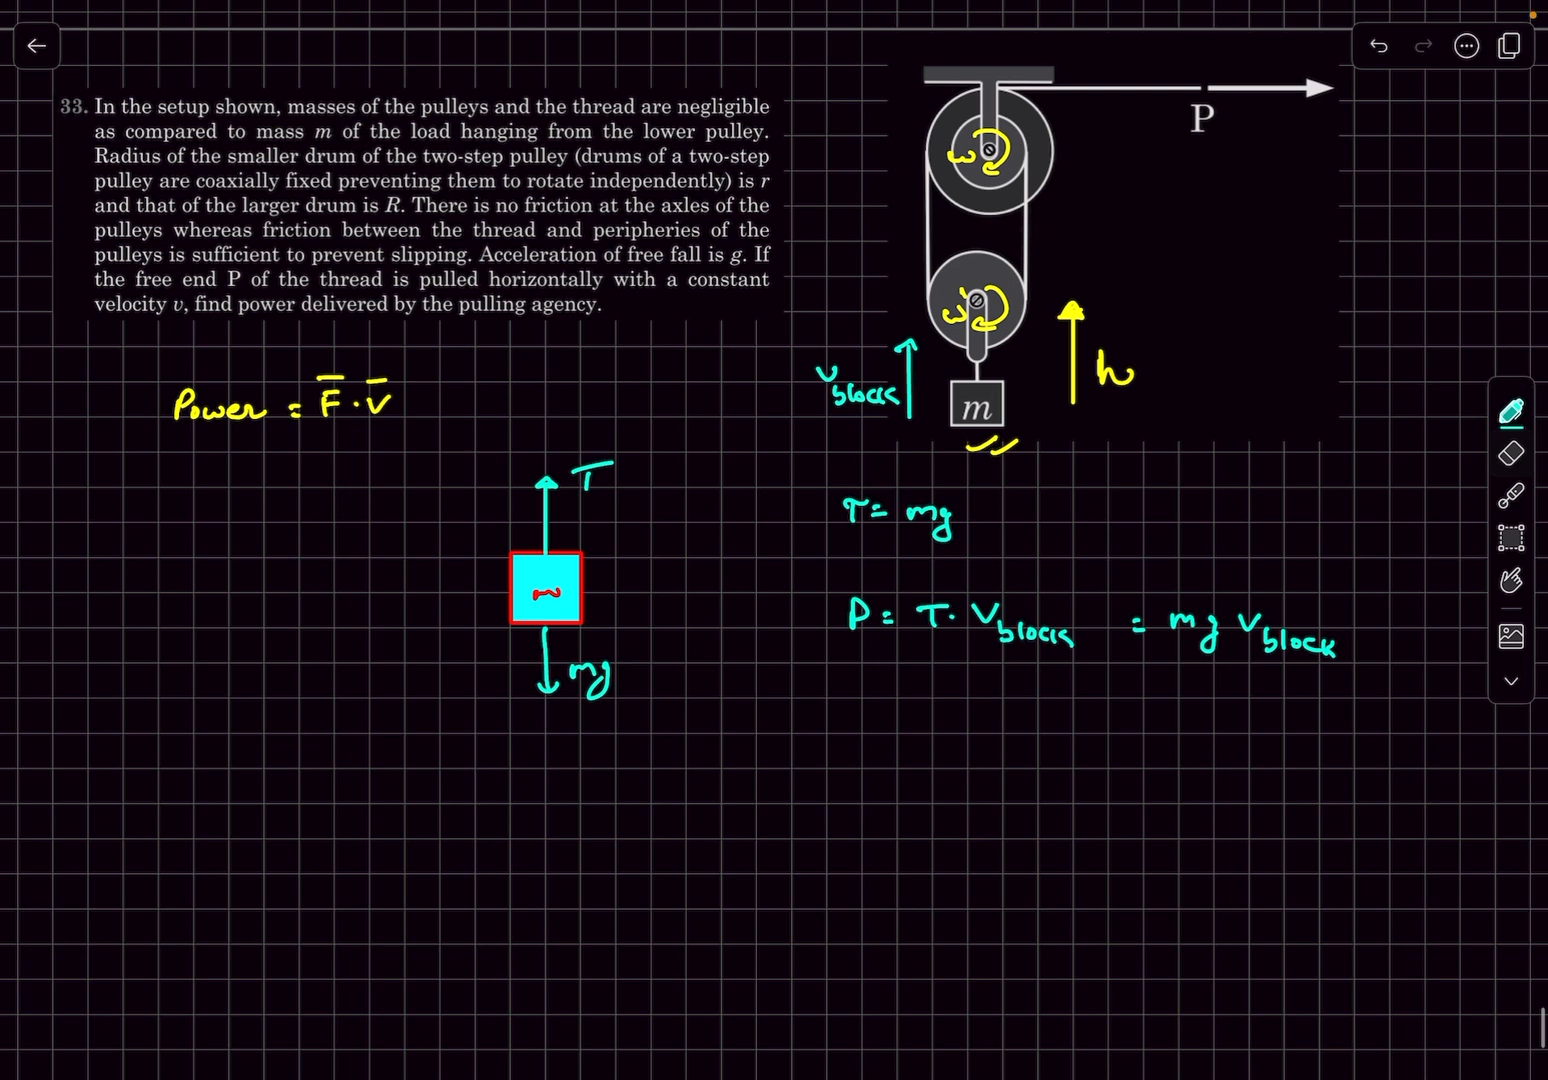 33. In the setup shown, masses of the pulleys and the thread are negligible
as compared to mass m of the load hanging from the lower pulley.
Radius of the smaller drum of the two-step pulley (drums of a two-step
pulley are coaxially fixed preventing them to rotate independently) is r
and that of the larger drum is R. There is no friction at the axles of the
pulleys whereas friction between the thread and peripheries of the
pulleys is sufficient to prevent slipping. Acceleration of free fall is g. If
the free end P of the thread is pulled horizontally with a constant
velocity v, find power delivered by the pulling agency.
P
ω
ω'
v block
h
m
Power = F̅ · v̅
T
m
mg
T = mg
P = T · V block = mg V block